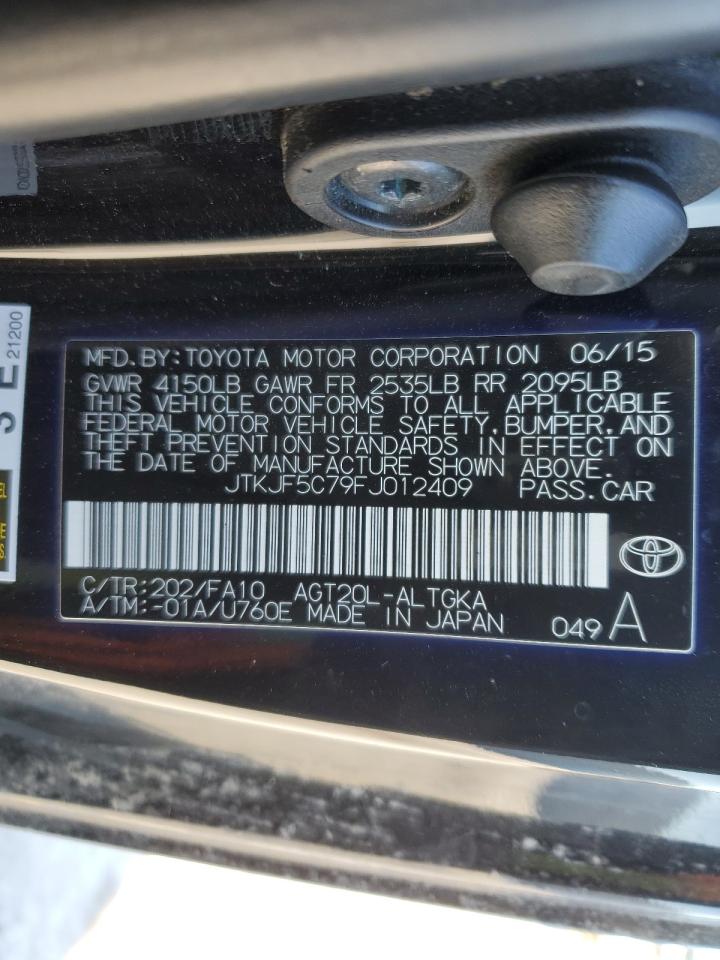 MFD.BY:TOYOTA MOTOR CORPORATION 06/15
GVWR 4150LB GAWR FR 2535LB RR 2095LB
THIS VEHICLE CONFORMS TO ALL APPLICABLE
FEDERAL MOTOR VEHICLE SAFETY,BUMPER,AND
THEFT PREVENTION STANDARDS IN EFFECT ON
THE DATE OF MANUFACTURE SHOWN ABOVE.
JTKJF5C79FJ012409 PASS.CAR
C/TR:202/FA10 AGT20L-ALTGKA
A/TM:-01A/U760E MADE IN JAPAN 049 A
21200